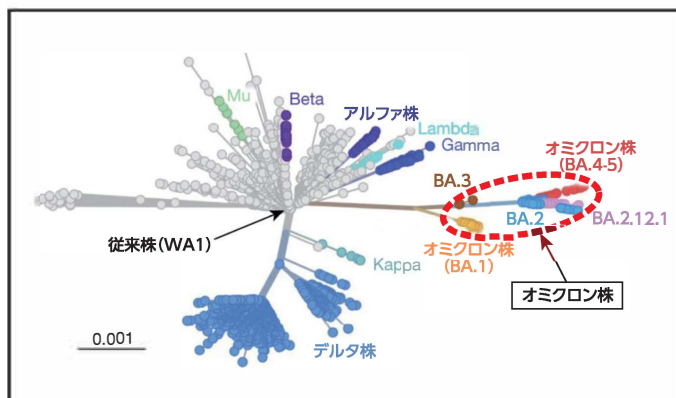 Mu
Beta
アルファ株
Lambda
Gamma
オミクロン株
(BA.4-5)
BA.3
BA.2
BA.2.12.1
従来株(WA1)
オミクロン株
(BA.1)
Kappa
オミクロン株
デルタ株
0.001